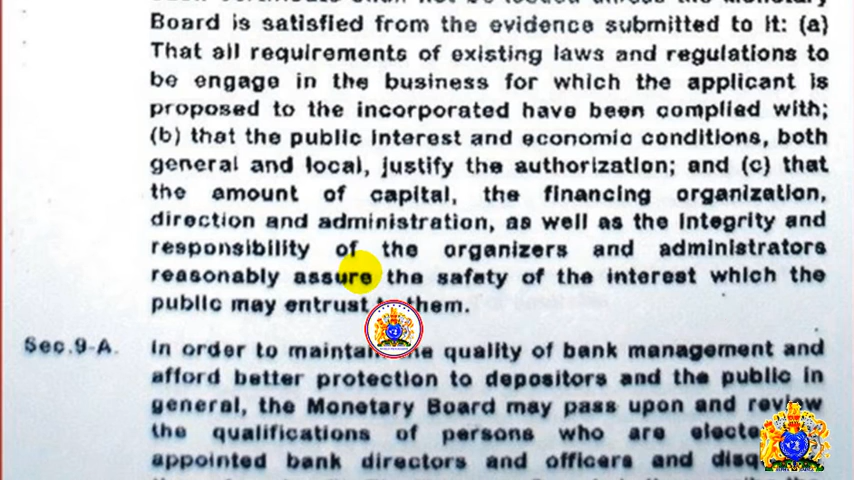 Board is satisfied from the evidence submitted to it: (a)
That all requirements of existing laws and regulations to
be engage in the business for which the applicant is
proposed to the incorporated have been complied with;
(b) that the public interest and economic conditions, both
general and local, justify the authorization; and (c) that
the amount of capital, the financing organization,
direction and administration, as well as the integrity and
responsibility of the organizers and administrators
reasonably assure the safety of the interest which the
public may entrust to them.
Sec.9-A. In order to maintain the quality of bank management and
afford better protection to depositors and the public in
general, the Monetary Board may pass upon and review
the qualifications of persons who are
appointed bank directors and officers and